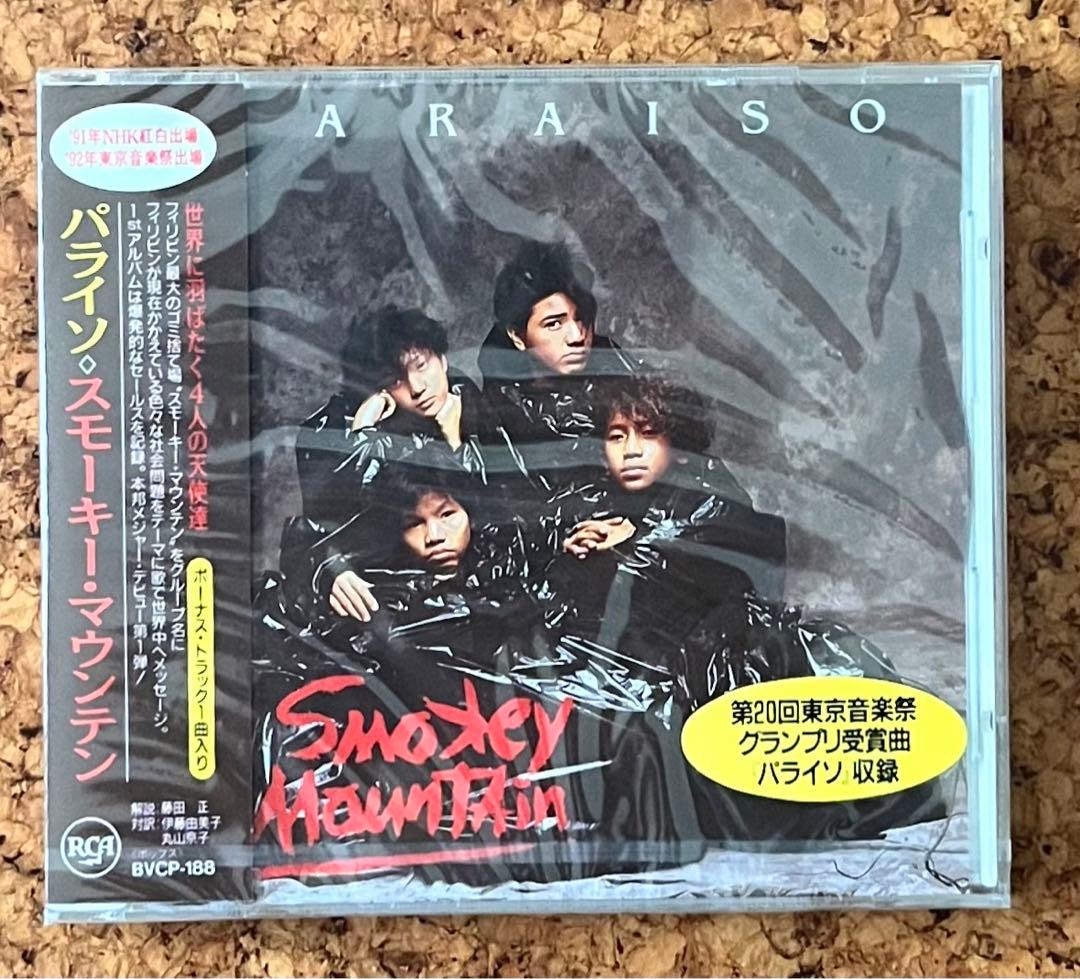 ARAISO
'91年NHK紅白出場
'92年東京音楽祭出場
パライソ◇スモーキー・マウンテン
世界に羽ばたく4人の天使達
フィリピン最大のゴミ捨て場“スモーキー・マウンテン”をグループ名に
フィリピンが現在かかえている色々な社会問題をテーマに歌で世界中へメッセージ。
1stアルバムは爆発的なセールスを記録。本邦メジャー・デビュー第1弾！
ボーナス・トラック1曲入り
解説：藤田 正
対訳：伊藤由美子
丸山京子
RCA
(ポップス)
BVCP-188
Smokey
Mountain
第20回東京音楽祭
グランプリ受賞曲
『パライソ』収録